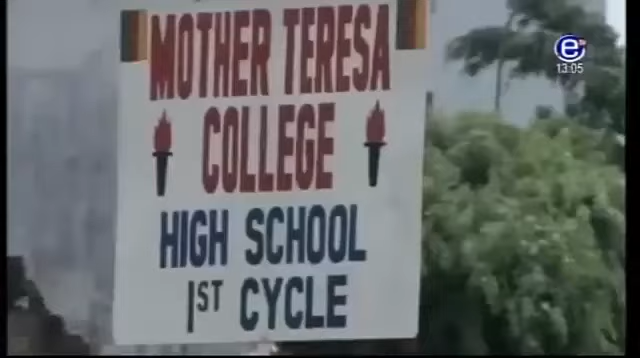 MOTHER TERESA
COLLEGE
HIGH SCHOOL
1ST CYCLE
e
13:05